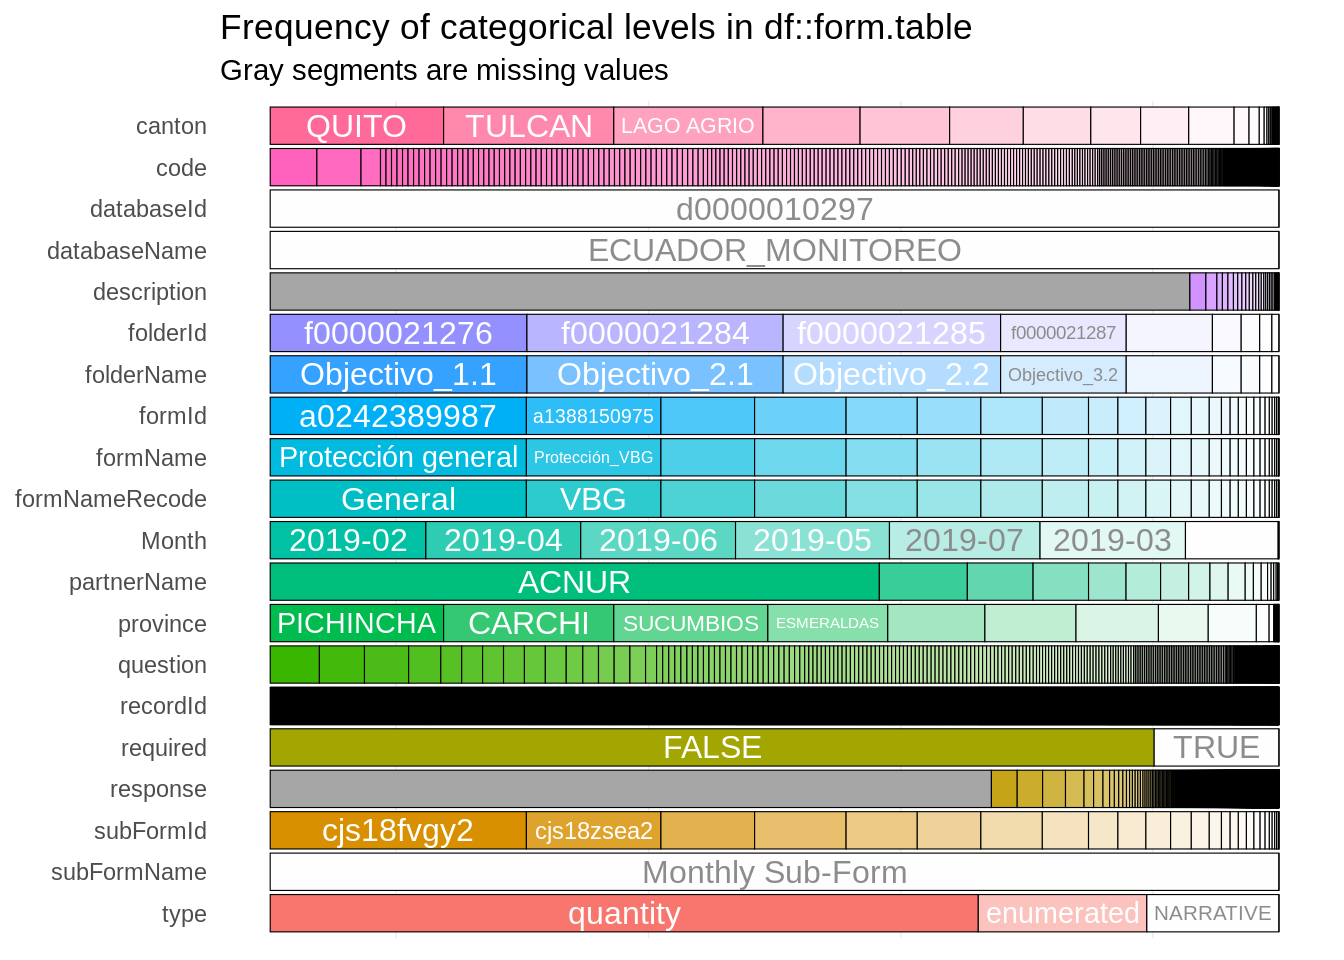 Frequency of categorical levels in df::form.table
Gray segments are missing values
canton QUITO TULCAN LAGO AGRIO
code
databaseId d0000010297
databaseName ECUADOR_MONITOREO
description
folderId f0000021276 f0000021284 f0000021285 f0000021287
folderName Objectivo_1.1 Objectivo_2.1 Objectivo_2.2 Objectivo_3.2
formId a0242389987 a1388150975
formName Protección general Protección_VBG
formNameRecode General VBG
Month 2019-02 2019-04 2019-06 2019-05 2019-07 2019-03
partnerName ACNUR
province PICHINCHA CARCHI SUCUMBIOS ESMERALDAS
question
recordId
required FALSE TRUE
response
subFormId cjs18fvgy2 cjs18zsea2
subFormName Monthly Sub-Form
type quantity enumerated NARRATIVE